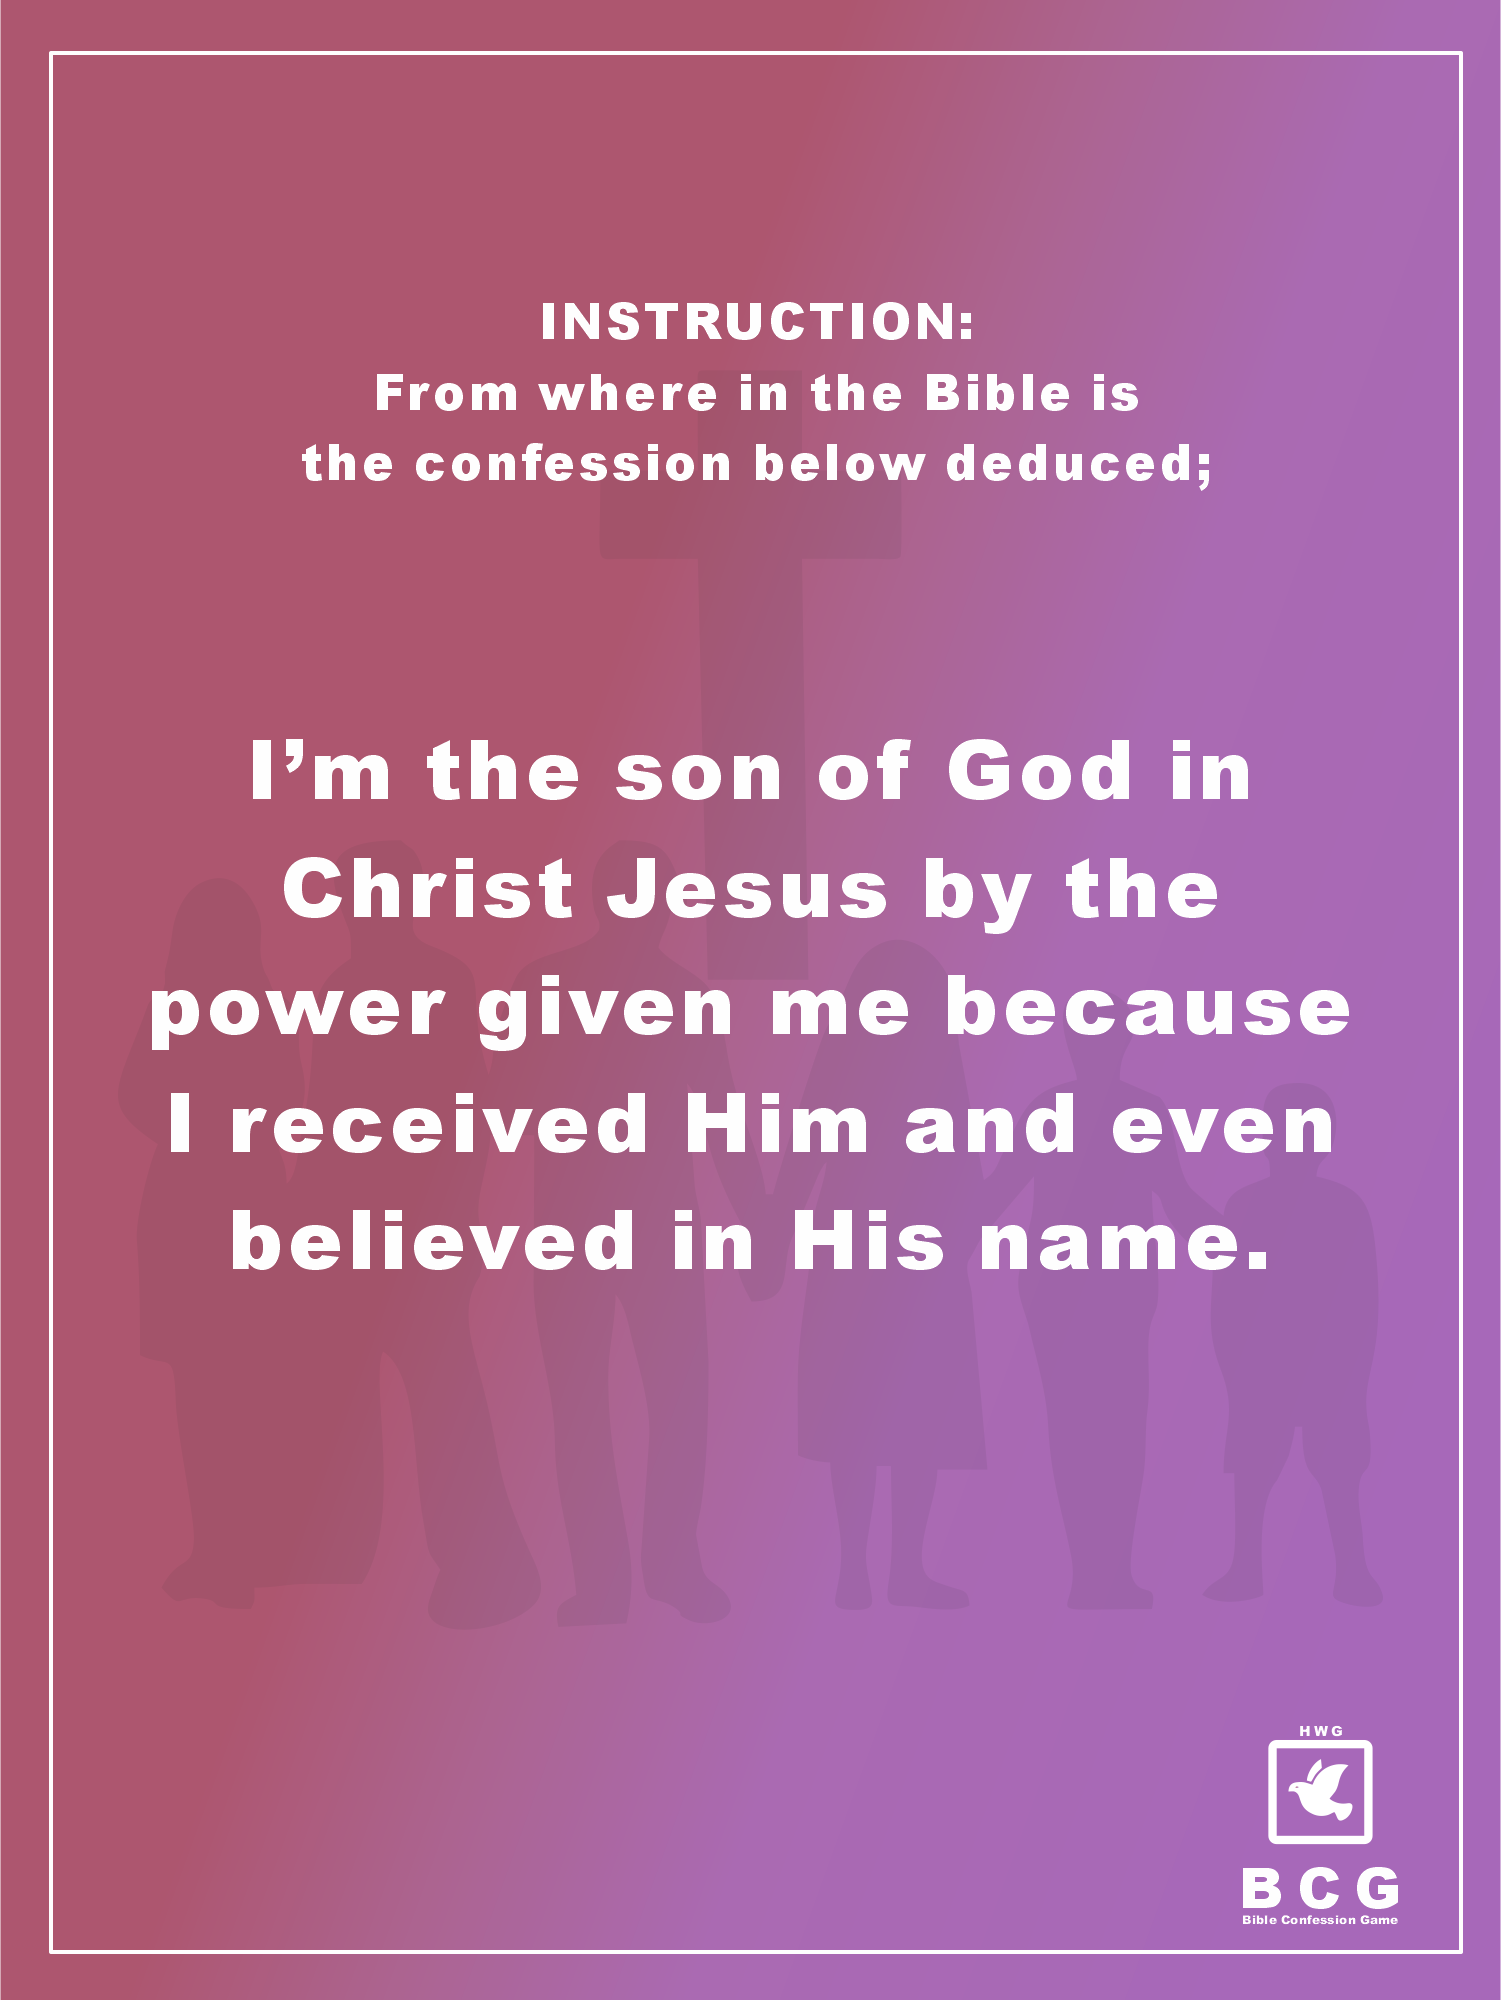 INSTRUCTION:
From where in the Bible is
the confession below deduced;
I’m the son of God in
Christ Jesus by the
power given me because
I received Him and even
believed in His name.
HWG
BCG
Bible Confession Game